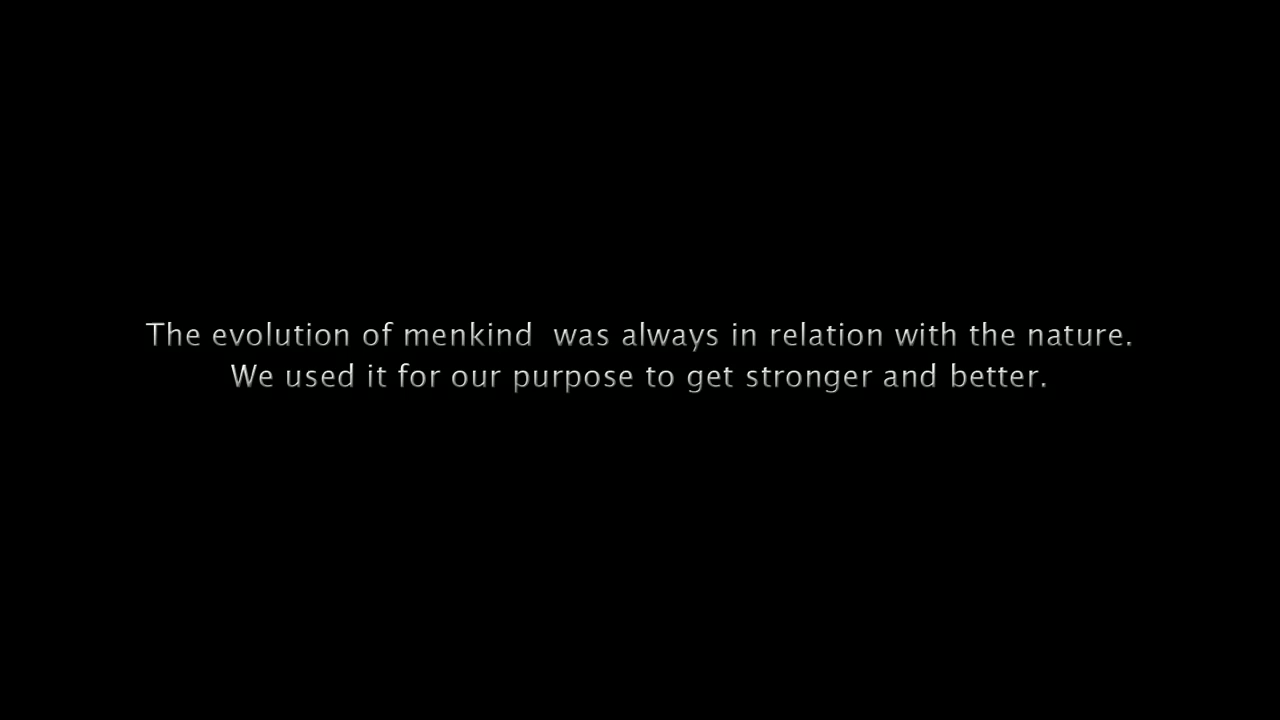 The evolution of menkind  was always in relation with the nature.
We used it for our purpose to get stronger and better.